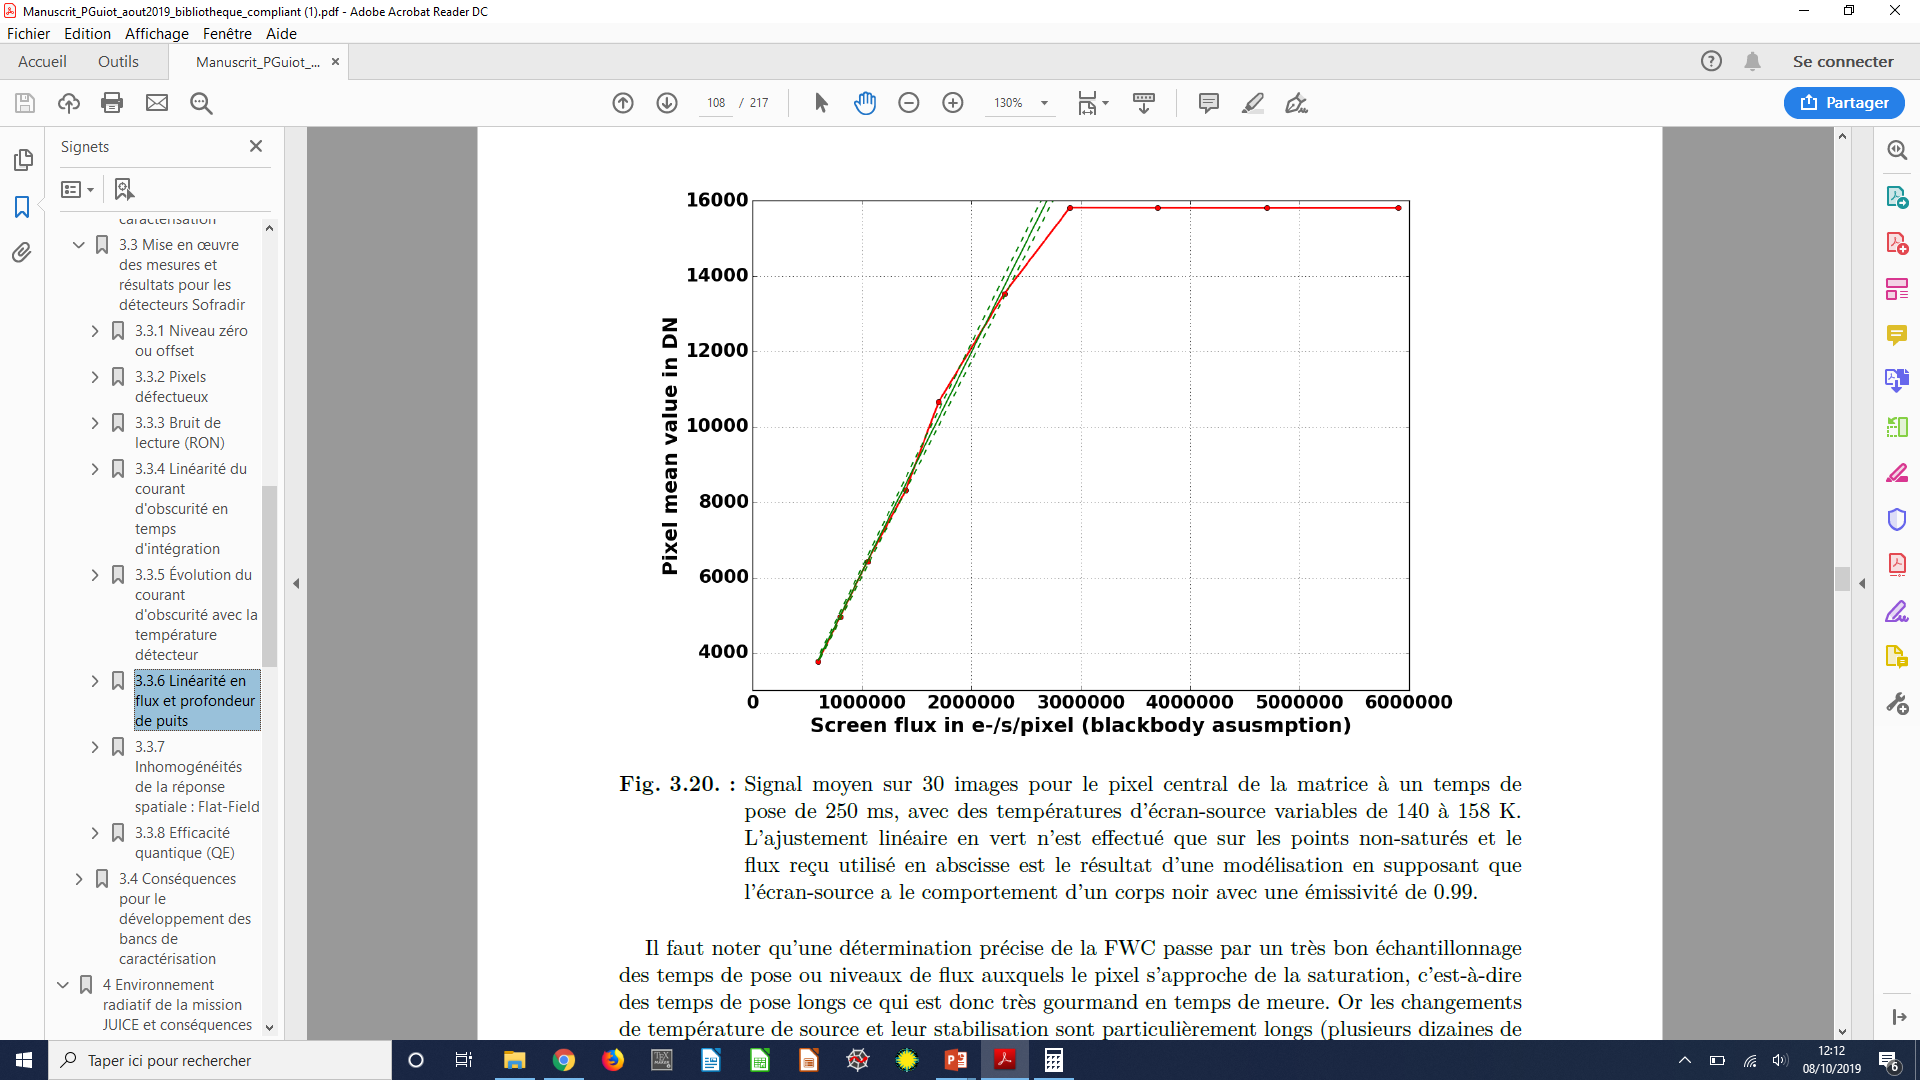 Manuscrit_PGuiot_aout2019_bibliotheque_compliant (1).pdf - Adobe Acrobat Reader DC
Fichier Edition Affichage Fenêtre Aide
Accueil Outils Manuscrit_PGuiot_... × Se connecter
108 / 217 130% Partager
Signets
caractérisation
3.3 Mise en œuvre
des mesures et
résultats pour les
détecteurs Sofradir
3.3.1 Niveau zéro
ou offset
3.3.2 Pixels
défectueux
3.3.3 Bruit de
lecture (RON)
3.3.4 Linéarité du
courant
d'obscurité en
temps
d'intégration
3.3.5 Évolution du
courant
d'obscurité avec la
température
détecteur
3.3.6 Linéarité en
flux et profondeur
de puits
3.3.7
Inhomogénéités
de la réponse
spatiale : Flat-Field
3.3.8 Efficacité
quantique (QE)
3.4 Conséquences
pour le
développement des
bancs de
caractérisation
4 Environnement
radiatif de la mission
JUICE et conséquences
Pixel mean value in DN
16000
14000
12000
10000
8000
6000
4000
0 1000000 2000000 3000000 4000000 5000000 6000000
Screen flux in e-/s/pixel (blackbody asusmption)
Fig. 3.20. : Signal moyen sur 30 images pour le pixel central de la matrice à un temps de
pose de 250 ms, avec des températures d'écran-source variables de 140 à 158 K.
L'ajustement linéaire en vert n'est effectué que sur les points non-saturés et le
flux reçu utilisé en abscisse est le résultat d'une modélisation en supposant que
l'écran-source a le comportement d'un corps noir avec une émissivité de 0.99.
Il faut noter qu'une détermination précise de la FWC passe par un très bon échantillonnage
des temps de pose ou niveaux de flux auxquels le pixel s'approche de la saturation, c'est-à-dire
des temps de pose longs ce qui est donc très gourmand en temps de meure. Or les changements
de température de source et leur stabilisation sont particulièrement longs (plusieurs dizaines de
Taper ici pour rechercher
12:12
08/10/2019
6